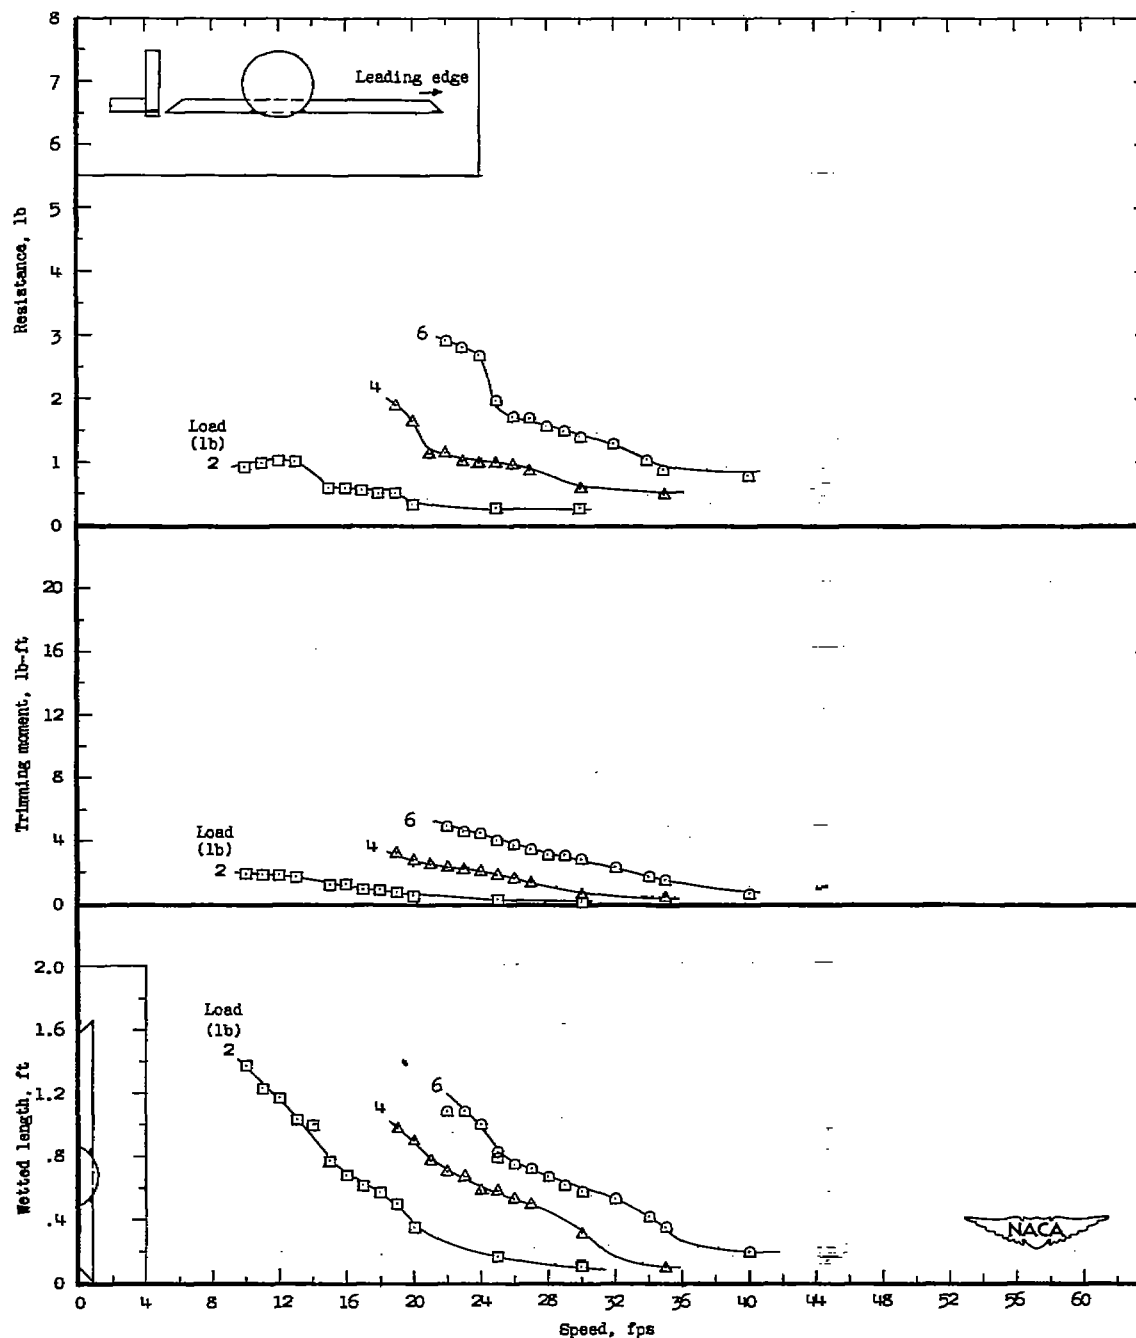 8
7
6
5
4
3
2
1
0
Resistance, lb
Leading edge
6
4
Load
(lb)
2
20
16
12
8
4
0
Trimming moment, lb-ft
6
4
Load
(lb)
2
2.0
1.6
1.2
.8
.4
0
Wetted length, ft
Load
(lb)
2
4
6
NACA
0 4 8 12 16 20 24 28 32 36 40 44 48 52 56 60
Speed, fps